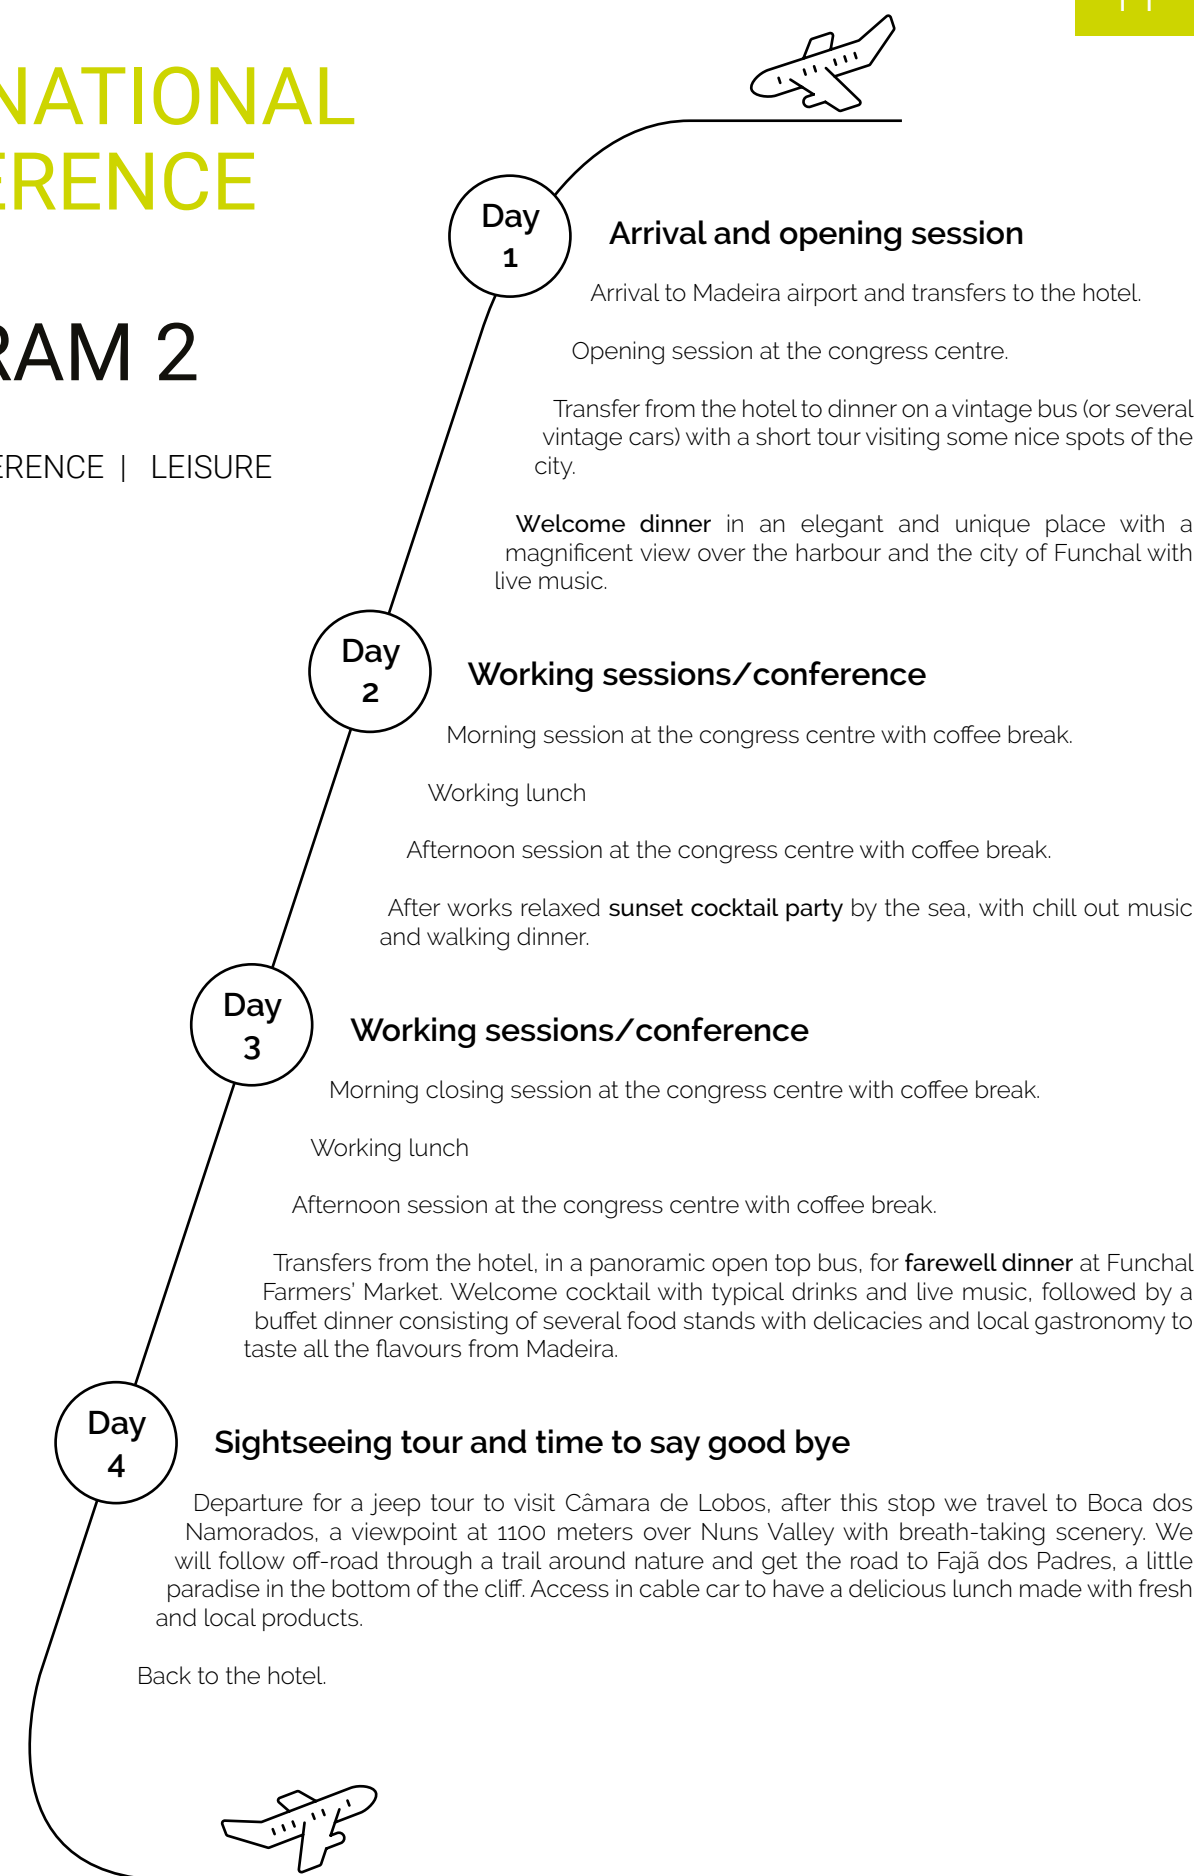 NATIONAL
ERENCE
RAM 2
ERENCE | LEISURE
Day
1
Arrival and opening session
Arrival to Madeira airport and transfers to the hotel.
Opening session at the congress centre.
Transfer from the hotel to dinner on a vintage bus (or several
vintage cars) with a short tour visiting some nice spots of the
city.
Welcome dinner in an elegant and unique place with a
magnificent view over the harbour and the city of Funchal with
live music.
Day
2
Working sessions/conference
Morning session at the congress centre with coffee break.
Working lunch
Afternoon session at the congress centre with coffee break.
After works relaxed sunset cocktail party by the sea, with chill out music
and walking dinner.
Day
3
Working sessions/conference
Morning closing session at the congress centre with coffee break.
Working lunch
Afternoon session at the congress centre with coffee break.
Transfers from the hotel, in a panoramic open top bus, for farewell dinner at Funchal
Farmers’ Market. Welcome cocktail with typical drinks and live music, followed by a
buffet dinner consisting of several food stands with delicacies and local gastronomy to
taste all the flavours from Madeira.
Day
4
Sightseeing tour and time to say good bye
Departure for a jeep tour to visit Câmara de Lobos, after this stop we travel to Boca dos
Namorados, a viewpoint at 1100 meters over Nuns Valley with breath-taking scenery. We
will follow off-road through a trail around nature and get the road to Fajã dos Padres, a little
paradise in the bottom of the cliff. Access in cable car to have a delicious lunch made with fresh
and local products.
Back to the hotel.